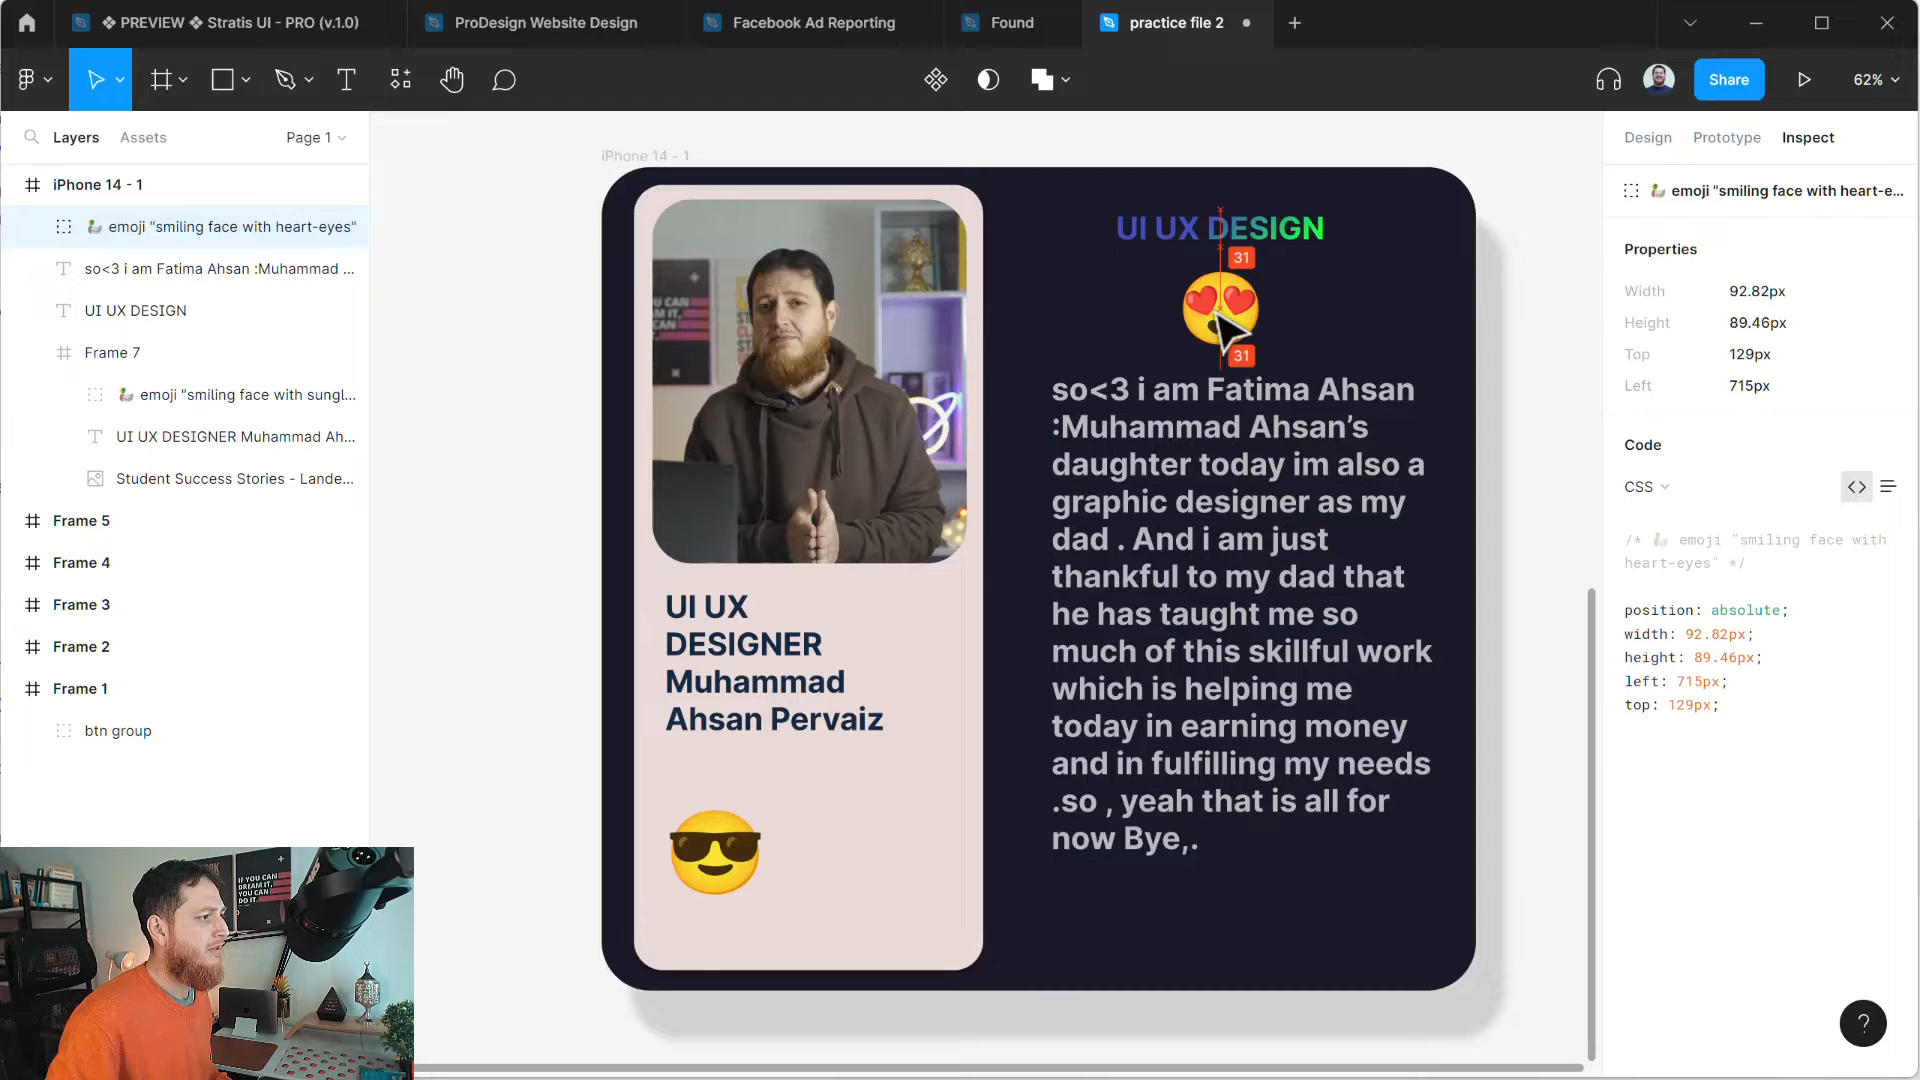 ❖ PREVIEW ❖ Stratis UI - PRO (v.1.0)
ProDesign Website Design
Facebook Ad Reporting
Found
practice file 2
Share
62%
Layers
Assets
Page 1
iPhone 14 - 1
emoji "smiling face with heart-eyes"
so<3 i am Fatima Ahsan :Muhammad ...
UI UX DESIGN
Frame 7
emoji "smiling face with sungl...
UI UX DESIGNER Muhammad Ah...
Student Success Stories - Lande...
Frame 5
Frame 4
Frame 3
Frame 2
Frame 1
btn group
iPhone 14 - 1
UI UX
DESIGNER
Muhammad
Ahsan Pervaiz
UI UX DESIGN
31
31
so<3 i am Fatima Ahsan
:Muhammad Ahsan’s
daughter today im also a
graphic designer as my
dad . And i am just
thankful to my dad that
he has taught me so
much of this skillful work
which is helping me
today in earning money
and in fulfilling my needs
.so , yeah that is all for
now Bye,.
Design
Prototype
Inspect
emoji "smiling face with heart-e...
Properties
Width 92.82px
Height 89.46px
Top 129px
Left 715px
Code
CSS
/* 🦢 emoji "smiling face with
heart-eyes" */
position: absolute;
width: 92.82px;
height: 89.46px;
left: 715px;
top: 129px;
?
IF YOU CAN
DREAM IT,
YOU CAN
DO IT.